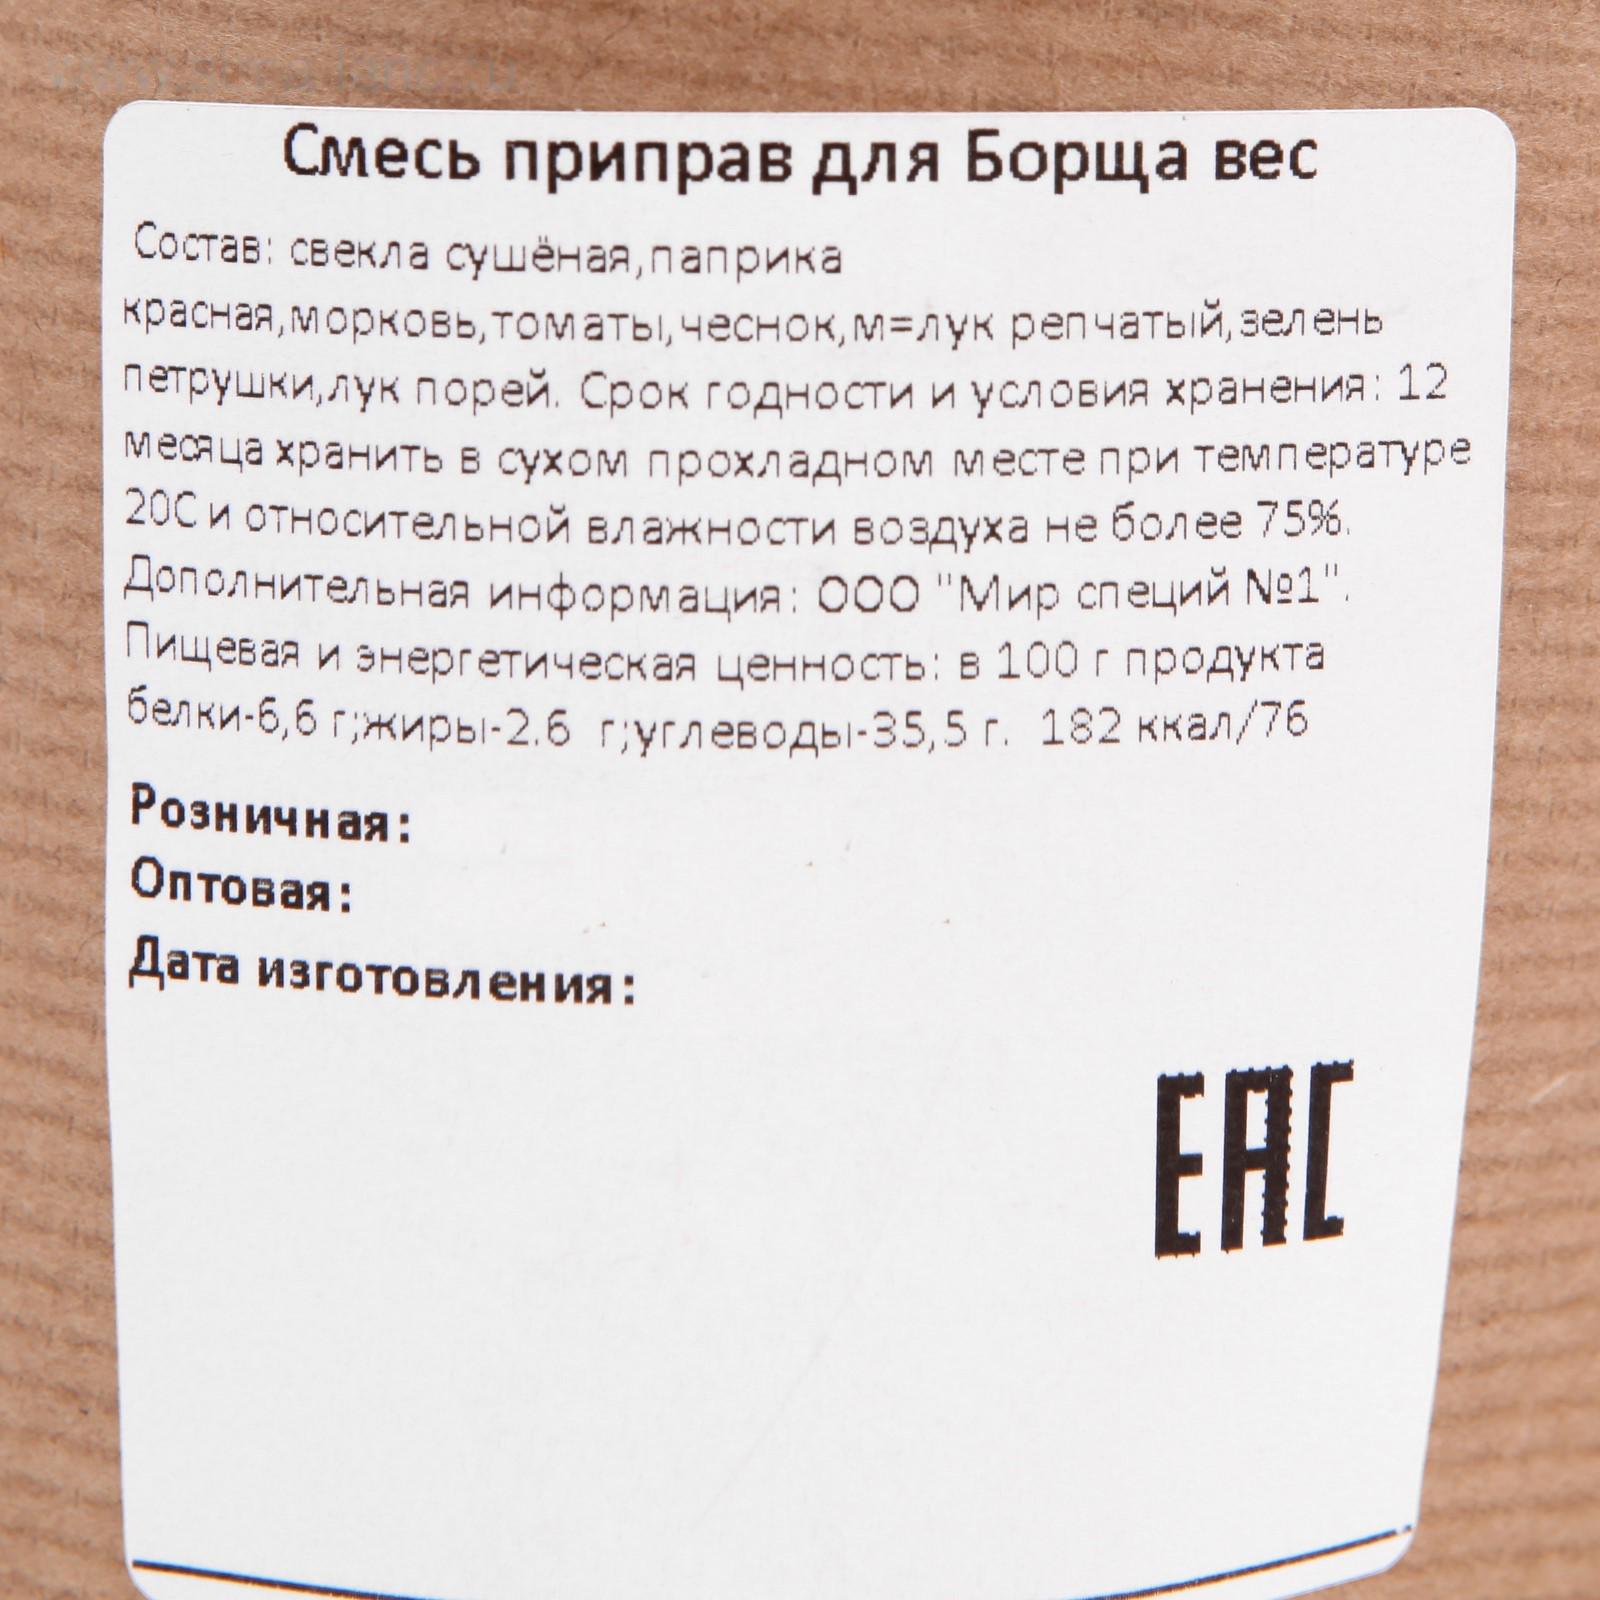 Смесь приправ для Борща вес
Состав: свекла сушёная,паприка
красная,морковь,томаты,чеснок,м=лук репчатый,зелень
петрушки,лук порей. Срок годности и условия хранения: 12
месяца хранить в сухом прохладном месте при температуре
20С и относительной влажности воздуха не более 75%.
Дополнительная информация: ООО "Мир специй №1".
Пищевая и энергетическая ценность: в 100 г продукта
белки-6,6 г;жиры-2.6 г;углеводы-35,5 г. 182 ккал/76
Розничная:
Оптовая:
Дата изготовления:
ЕАС